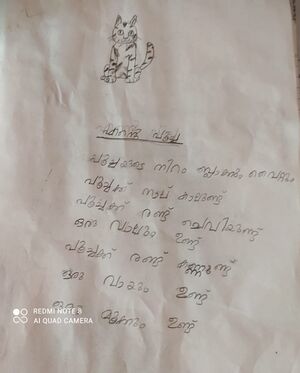 എന്റെ പൂച്ച
പൂച്ചയുടെ നിറം ബ്ലാക്കും വൈറ്റും
പൂച്ചക്ക് നാല് കാലുണ്ട്
പൂച്ചക്ക് രണ്ട് ചെവിയുണ്ട്
ഒരു വാലും ഉണ്ട്
പൂച്ചക്ക് രണ്ട് കണ്ണുണ്ട്
ഒരു വായും ഉണ്ട്
ഒരു മൂക്കും ഉണ്ട്
REDMI NOTE 8
AI QUAD CAMERA